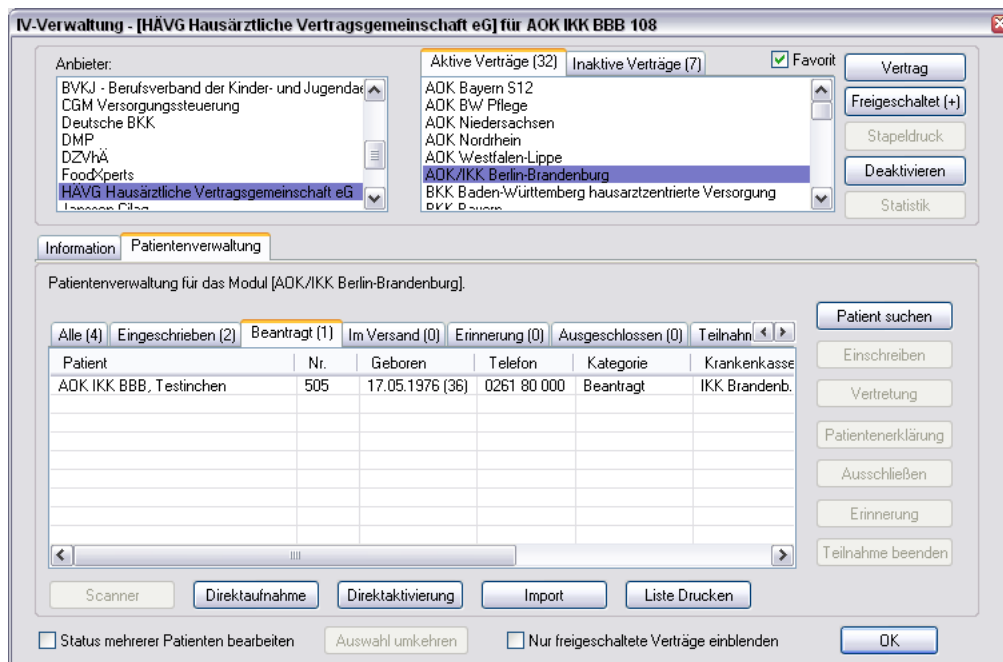 IV-Verwaltung - [HÄVG Hausärztliche Vertragsgemeinschaft eG] für AOK IKK BBB 108
Anbieter:
BVKJ - Berufsverband der Kinder- und Jugendae
CGM Versorgungssteuerung
Deutsche BKK
DMP
DZVhÄ
FoodXperts
HÄVG Hausärztliche Vertragsgemeinschaft eG
Janssen Cilag
Aktive Verträge (32)
Inaktive Verträge (7)
Favorit
AOK Bayern S12
AOK BW Pflege
AOK Niedersachsen
AOK Nordrhein
AOK Westfalen-Lippe
AOK/IKK Berlin-Brandenburg
BKK Baden-Württemberg hausarztzentrierte Versorgung
BKK Bayern
Vertrag
Freigeschaltet (+)
Stapeldruck
Deaktivieren
Statistik
Information
Patientenverwaltung
Patientenverwaltung für das Modul [AOK/IKK Berlin-Brandenburg].
Alle (4) Eingeschrieben (2) Beantragt (1) Im Versand (0) Erinnerung (0) Ausgeschlossen (0) Teilnahm
Patient Nr. Geboren Telefon Kategorie Krankenkasse
AOK IKK BBB, Testinchen 505 17.05.1976 (36) 0261 80 000 Beantragt IKK Brandenb.
Patient suchen
Einschreiben
Vertretung
Patientenerklärung
Ausschließen
Erinnerung
Teilnahme beenden
Scanner Direktaufnahme Direktaktivierung Import Liste Drucken
Status mehrerer Patienten bearbeiten Auswahl umkehren Nur freigeschaltete Verträge einblenden OK